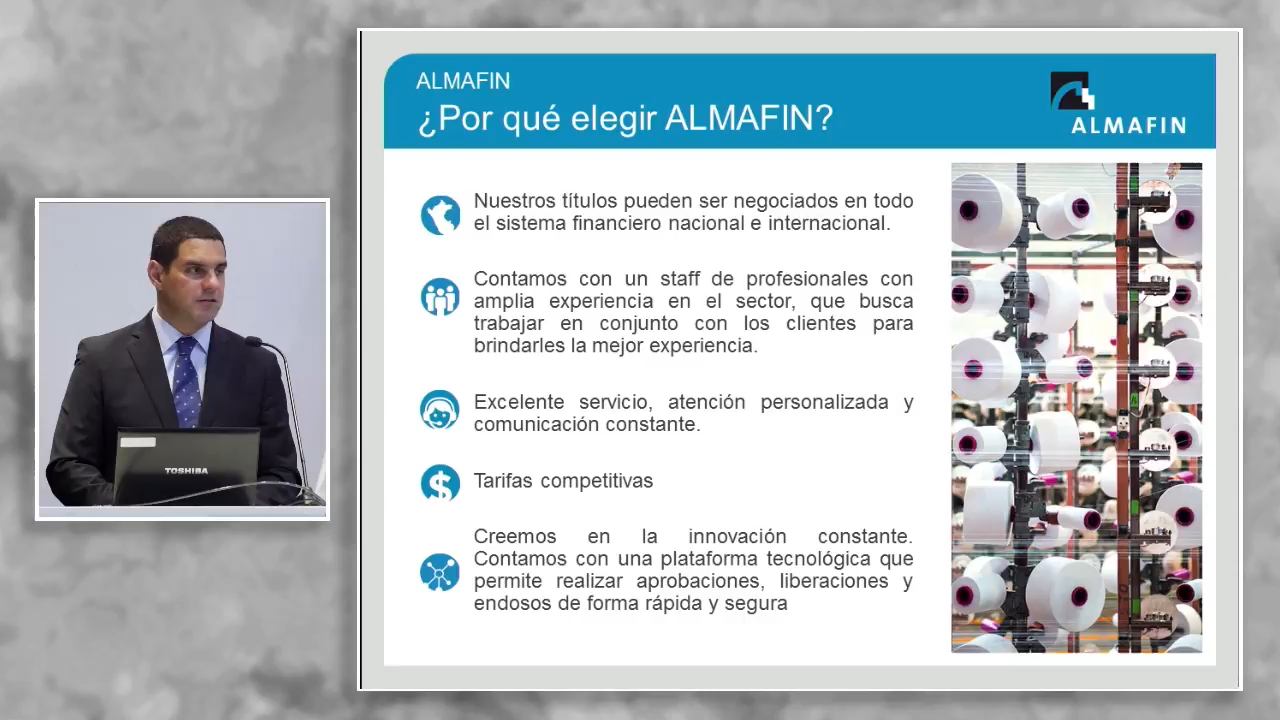 ALMAFIN
¿Por qué elegir ALMAFIN?
ALMAFIN
Nuestros títulos pueden ser negociados en todo
el sistema financiero nacional e internacional.
Contamos con un staff de profesionales con
amplia experiencia en el sector, que busca
trabajar en conjunto con los clientes para
brindarles la mejor experiencia.
Excelente servicio, atención personalizada y
comunicación constante.
Tarifas competitivas
Creemos en la innovación constante.
Contamos con una plataforma tecnológica que
permite realizar aprobaciones, liberaciones y
endosos de forma rápida y segura
TOSHIBA